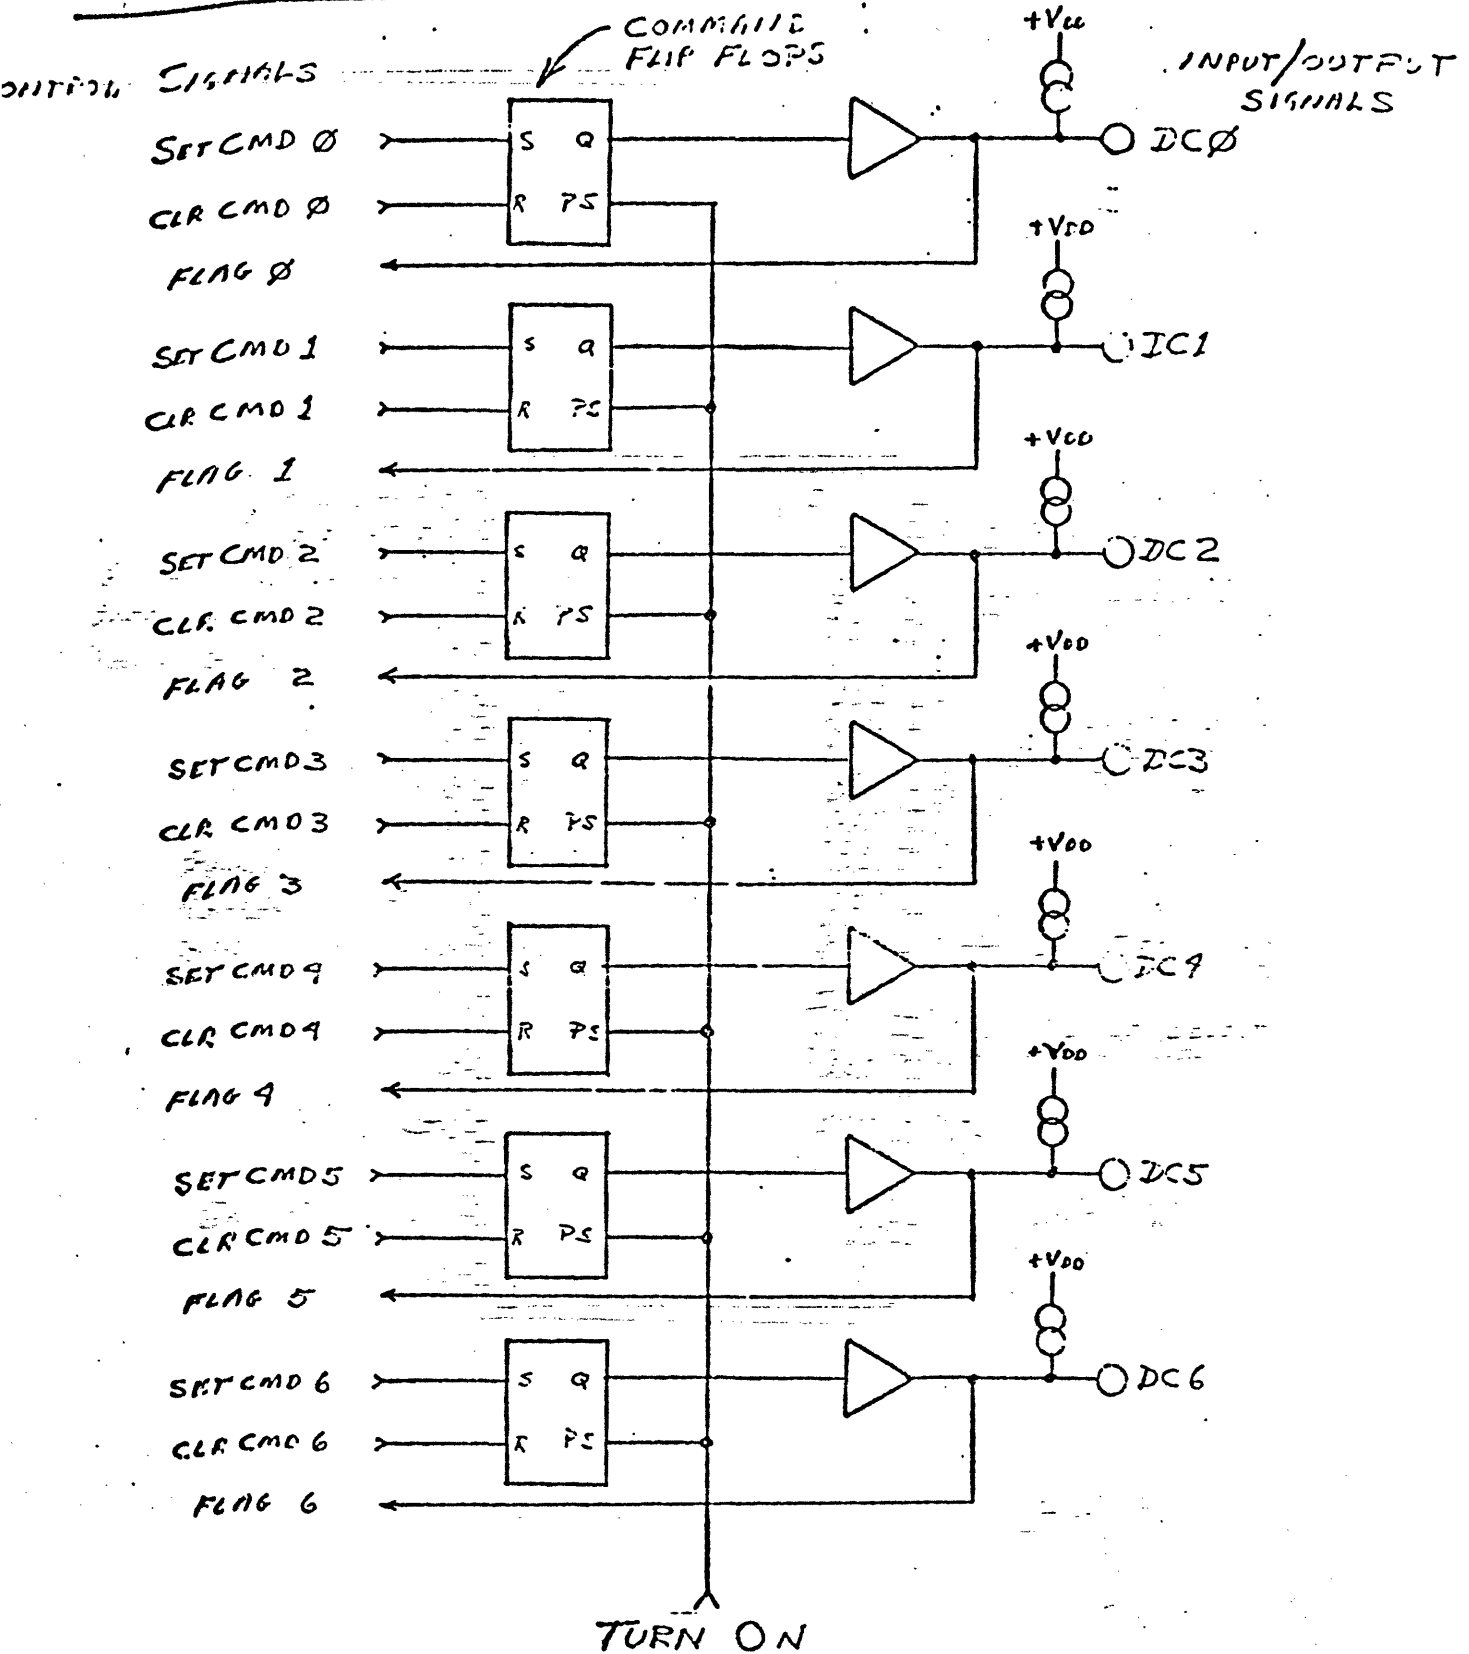 COMMAND
FLIP FLOPS
+VDD
INPUT/OUTPUT
SIGNALS
CONTROL SIGNALS
SET CMD Ø
S Q
DCØ
CLR CMD Ø
R PS
+VDD
FLAG Ø
SET CMD 1
S Q
DC1
CLR CMD 1
R PS
+VDD
FLAG 1
SET CMD 2
S Q
DC2
CLR CMD 2
R PS
+VDD
FLAG 2
SET CMD 3
S Q
DC3
CLR CMD 3
R PS
+VDD
FLAG 3
SET CMD 4
S Q
DC4
CLR CMD 4
R PS
+VDD
FLAG 4
SET CMD 5
S Q
DC5
CLR CMD 5
R PS
+VDD
FLAG 5
SET CMD 6
S Q
DC6
CLR CMD 6
R PS
FLAG 6
TURN ON